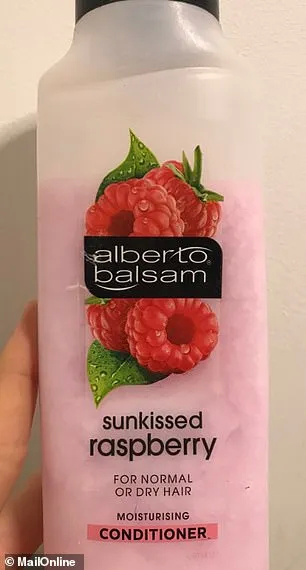 alberto
balsam
sunkissed
raspberry
FOR NORMAL
OR DRY HAIR
MOISTURISING
CONDITIONER
© MailOnline